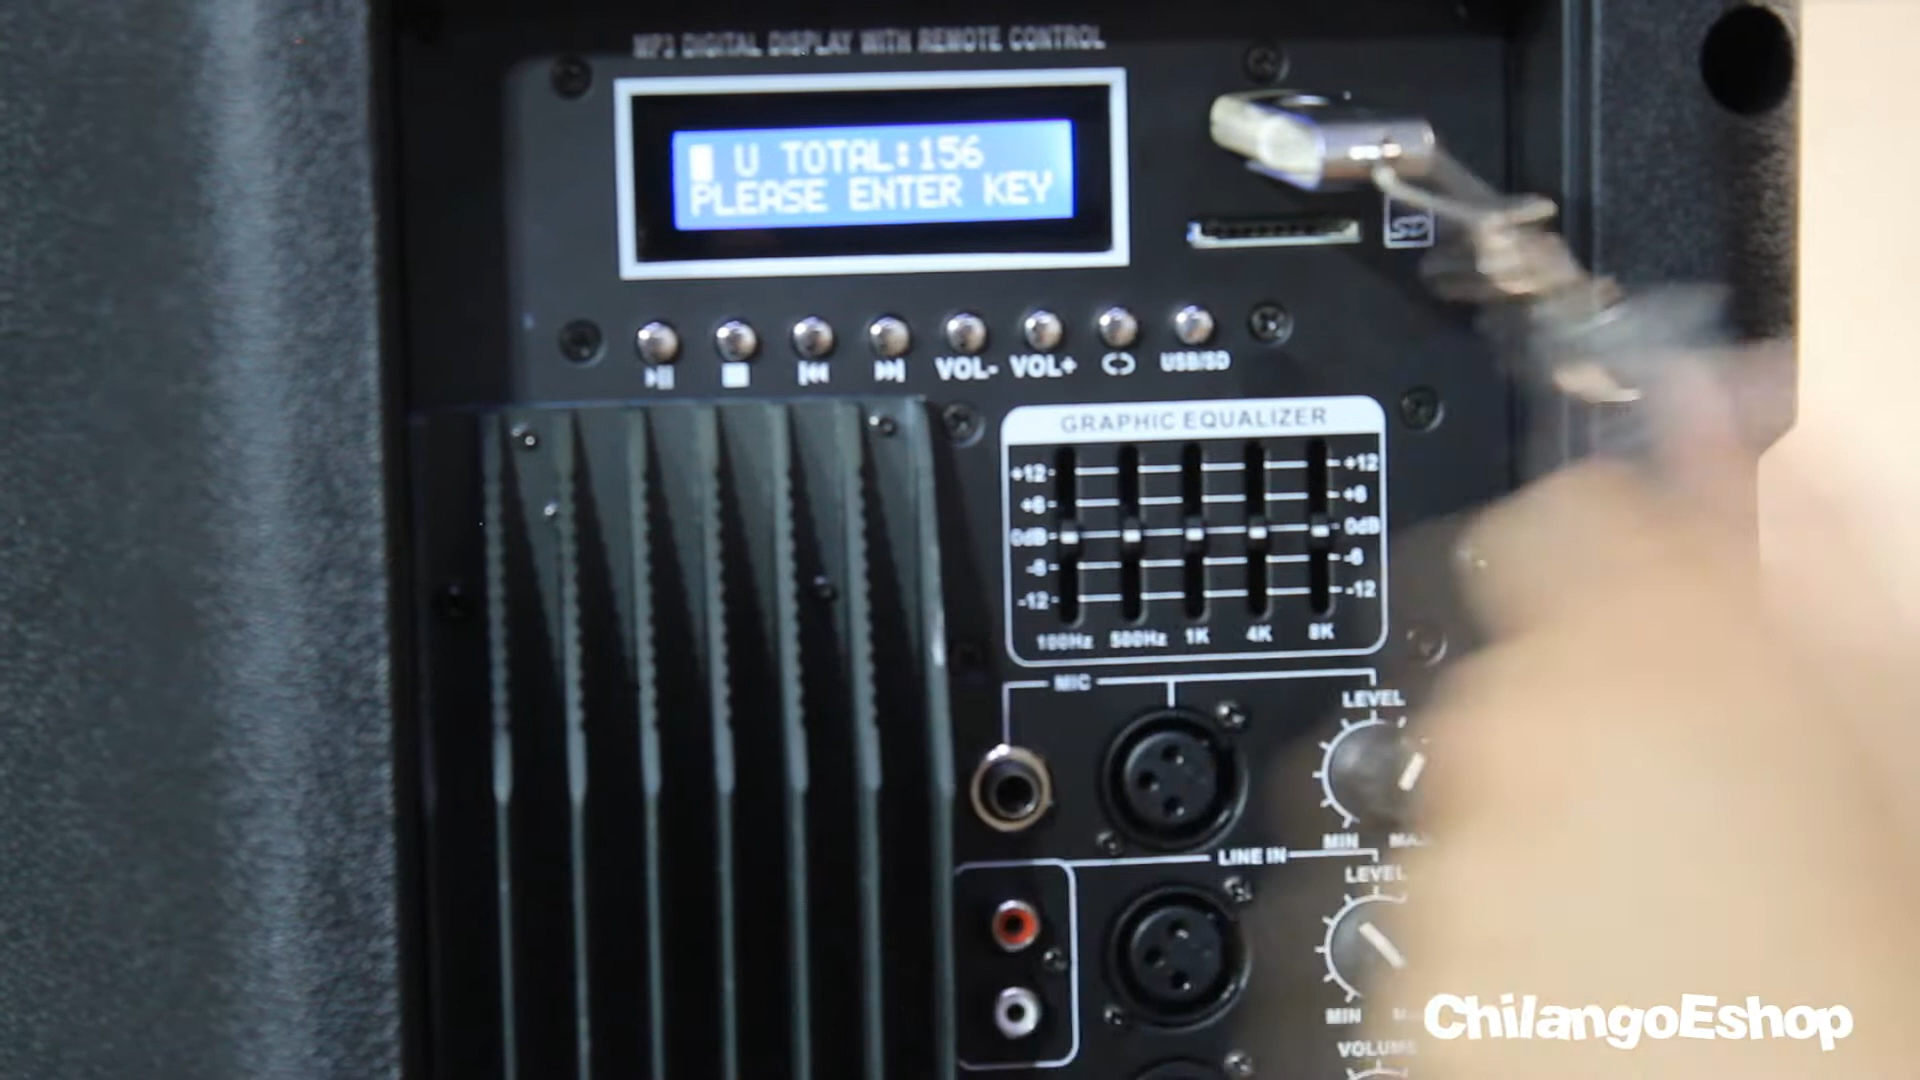 MP3 DIGITAL DISPLAY WITH REMOTE CONTROL
U TOTAL:156
PLEASE ENTER KEY
SD
VOL- VOL+ USB/SD
GRAPHIC EQUALIZER
+12 +12
+6 +6
0dB 0dB
-6 -6
-12 -12
100Hz 500Hz 1K 4K 8K
MIC
LEVEL
MIN
LINE IN
LEVEL
MIN
VOLUME
ChilangoEshop